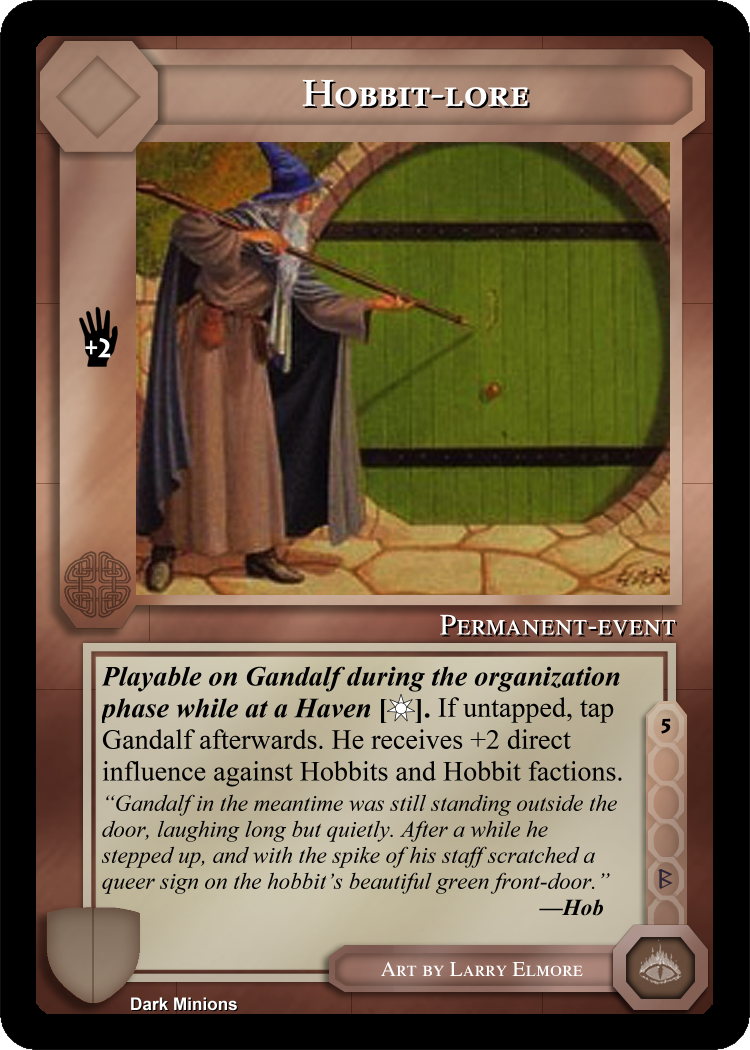 Hobbit-lore
+2
Permanent-event
Playable on Gandalf during the organization
phase while at a Haven [ ]. If untapped, tap
Gandalf afterwards. He receives +2 direct
influence against Hobbits and Hobbit factions.
“Gandalf in the meantime was still standing outside the
door, laughing long but quietly. After a while he
stepped up, and with the spike of his staff scratched a
queer sign on the hobbit’s beautiful green front-door.”
—Hob
5
Art by Larry Elmore
Dark Minions